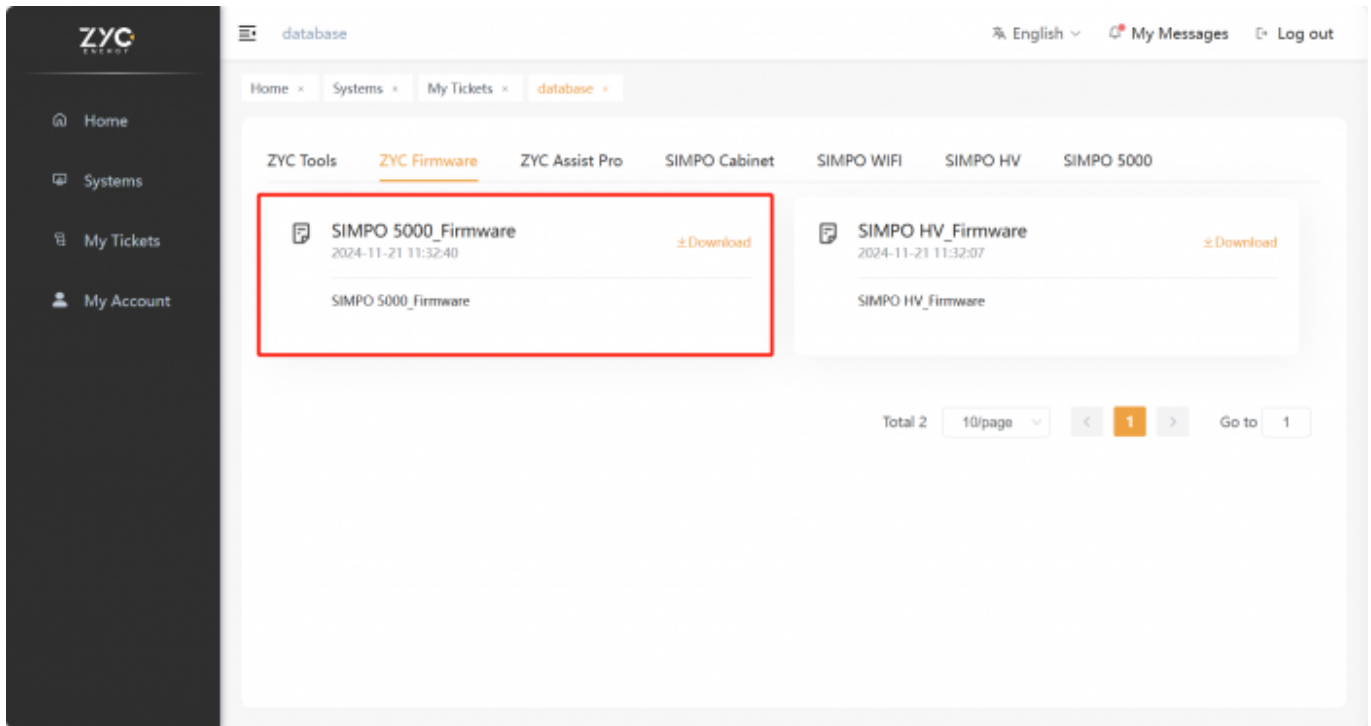 ZYC
ENERGY
database
English
My Messages
Log out
Home × Systems × My Tickets × database ×
Home
Systems
My Tickets
My Account
ZYC Tools ZYC Firmware ZYC Assist Pro SIMPO Cabinet SIMPO WIFI SIMPO HV SIMPO 5000
SIMPO 5000_Firmware
2024-11-21 11:32:40
Download
SIMPO 5000_Firmware
SIMPO HV_Firmware
2024-11-21 11:32:07
Download
SIMPO HV_Firmware
Total 2 10/page < 1 > Go to 1